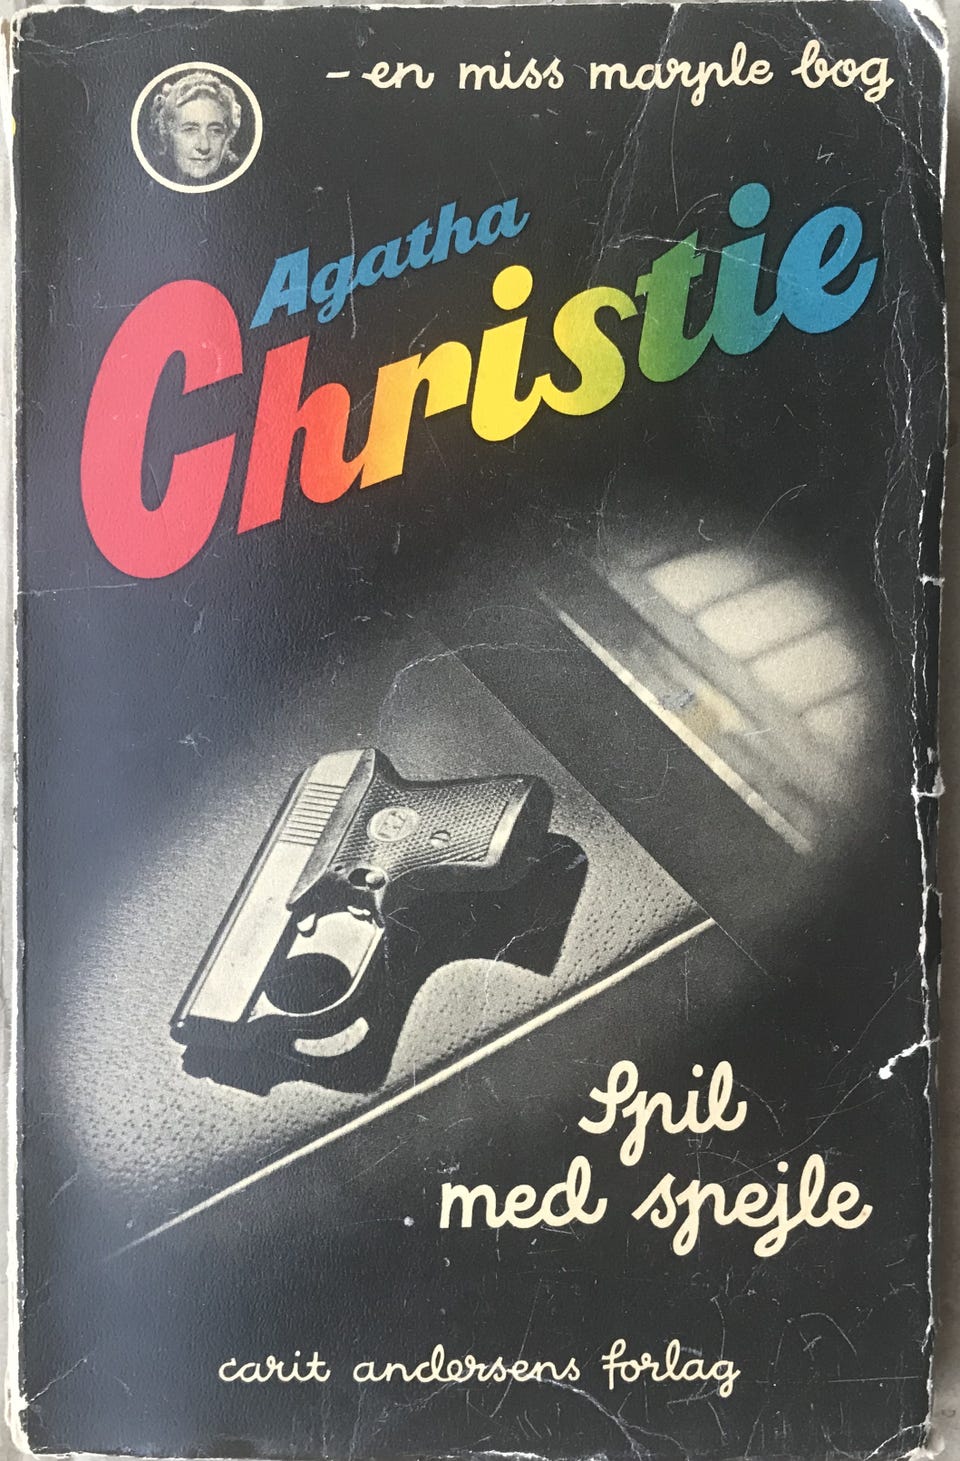 - en miss marple bog
Agatha
Christie
Spil
med spejle
carit andersens forlag